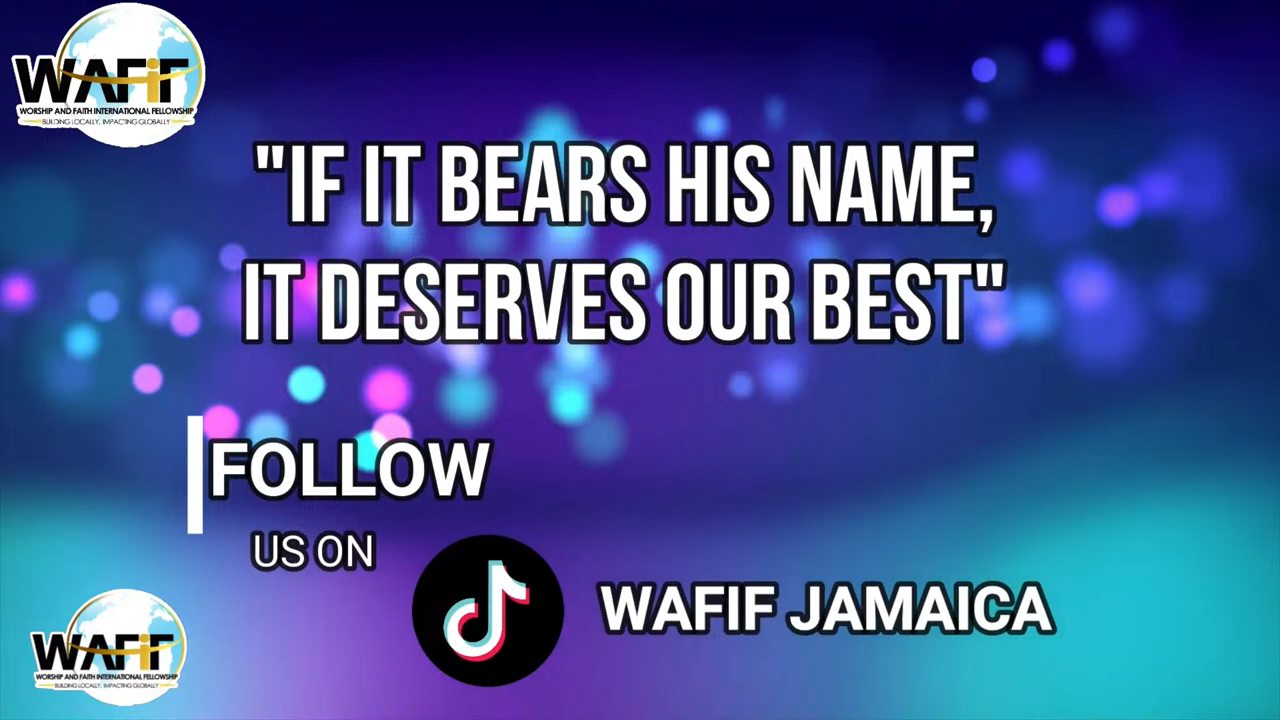 WAFiF
WORSHIP AND FAITH INTERNATIONAL FELLOWSHIP
BUILDING LOCALLY, IMPACTING GLOBALLY
"IF IT BEARS HIS NAME,
IT DESERVES OUR BEST"
FOLLOW
US ON
WAFIF JAMAICA
WAFiF
WORSHIP AND FAITH INTERNATIONAL FELLOWSHIP
BUILDING LOCALLY, IMPACTING GLOBALLY